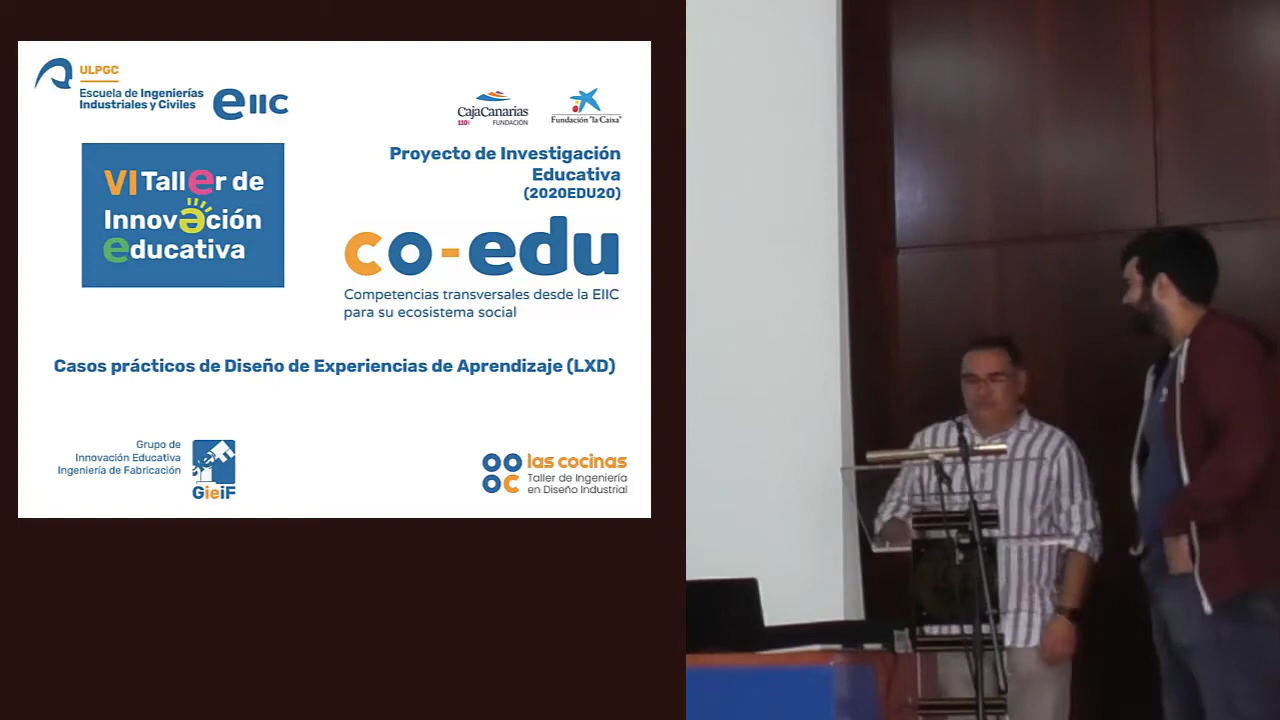 ULPGC
Escuela de Ingenierías
Industriales y Civiles
eiic
CajaCanarias
FUNDACIÓN
Fundación "la Caixa"
VI Taller de
Innovación
educativa
Proyecto de Investigación
Educativa
(2020EDU20)
co-edu
Competencias transversales desde la EIIC
para su ecosistema social
Casos prácticos de Diseño de Experiencias de Aprendizaje (LXD)
Grupo de
Innovación Educativa
Ingeniería de Fabricación
GieiF
las cocinas
Taller de Ingeniería
en Diseño Industrial